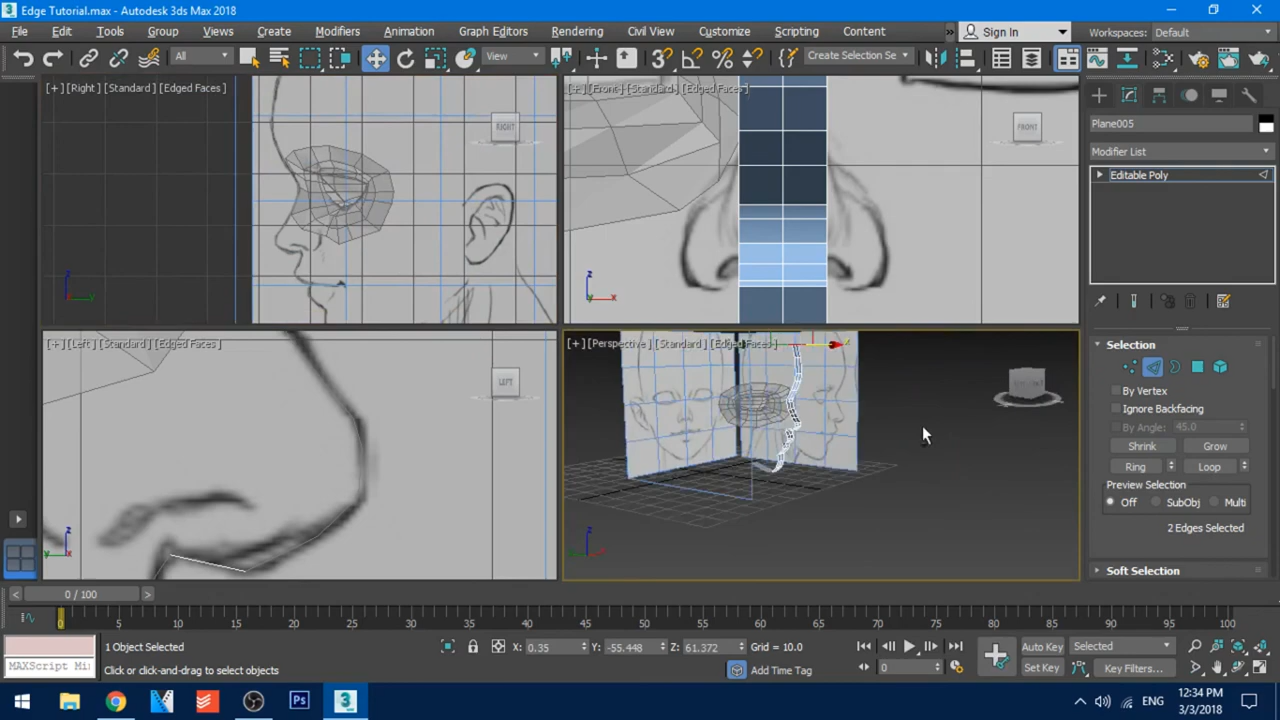 Edge Tutorial.max - Autodesk 3ds Max 2018
File Edit Tools Group Views Create Modifiers Animation Graph Editors Rendering Civil View Customize Scripting Content » Sign In Workspaces: Default
All View Create Selection Se
[+] [Right] [Standard] [Edged Faces]
RIGHT
[+] [Front] [Standard] [Edged Faces]
FRONT
[+] [Left] [Standard] [Edged Faces]
LEFT
[+] [Perspective] [Standard] [Edged Faces]
Plane005
Modifier List
Editable Poly
Selection
By Vertex
Ignore Backfacing
By Angle: 45.0
Shrink Grow
Ring Loop
Preview Selection
Off SubObj Multi
2 Edges Selected
Soft Selection
0 / 100
0 5 10 15 20 25 30 35 40 45 50 55 60 65 70 75 80 85 90 95 100
1 Object Selected X: 0.35 Y: -55.448 Z: 61.372 Grid = 10.0 Auto Key Selected
MAXScript Mi Click or click-and-drag to select objects Add Time Tag 0 Set Key Key Filters...
ENG 12:34 PM
3/3/2018